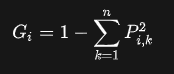 G_i = 1 - \sum_{k=1}^{n} P_{i,k}^2